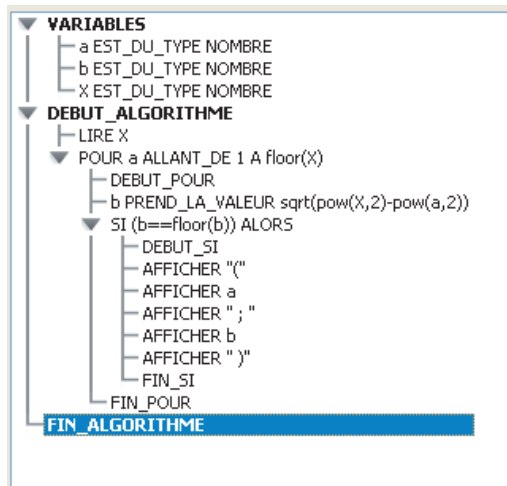 VARIABLES
a EST_DU_TYPE NOMBRE
b EST_DU_TYPE NOMBRE
X EST_DU_TYPE NOMBRE
DEBUT_ALGORITHME
LIRE X
POUR a ALLANT_DE 1 A floor(X)
DEBUT_POUR
b PREND_LA_VALEUR sqrt(pow(X,2)-pow(a,2))
SI (b==floor(b)) ALORS
DEBUT_SI
AFFICHER "("
AFFICHER a
AFFICHER " ; "
AFFICHER b
AFFICHER " )"
FIN_SI
FIN_POUR
FIN_ALGORITHME